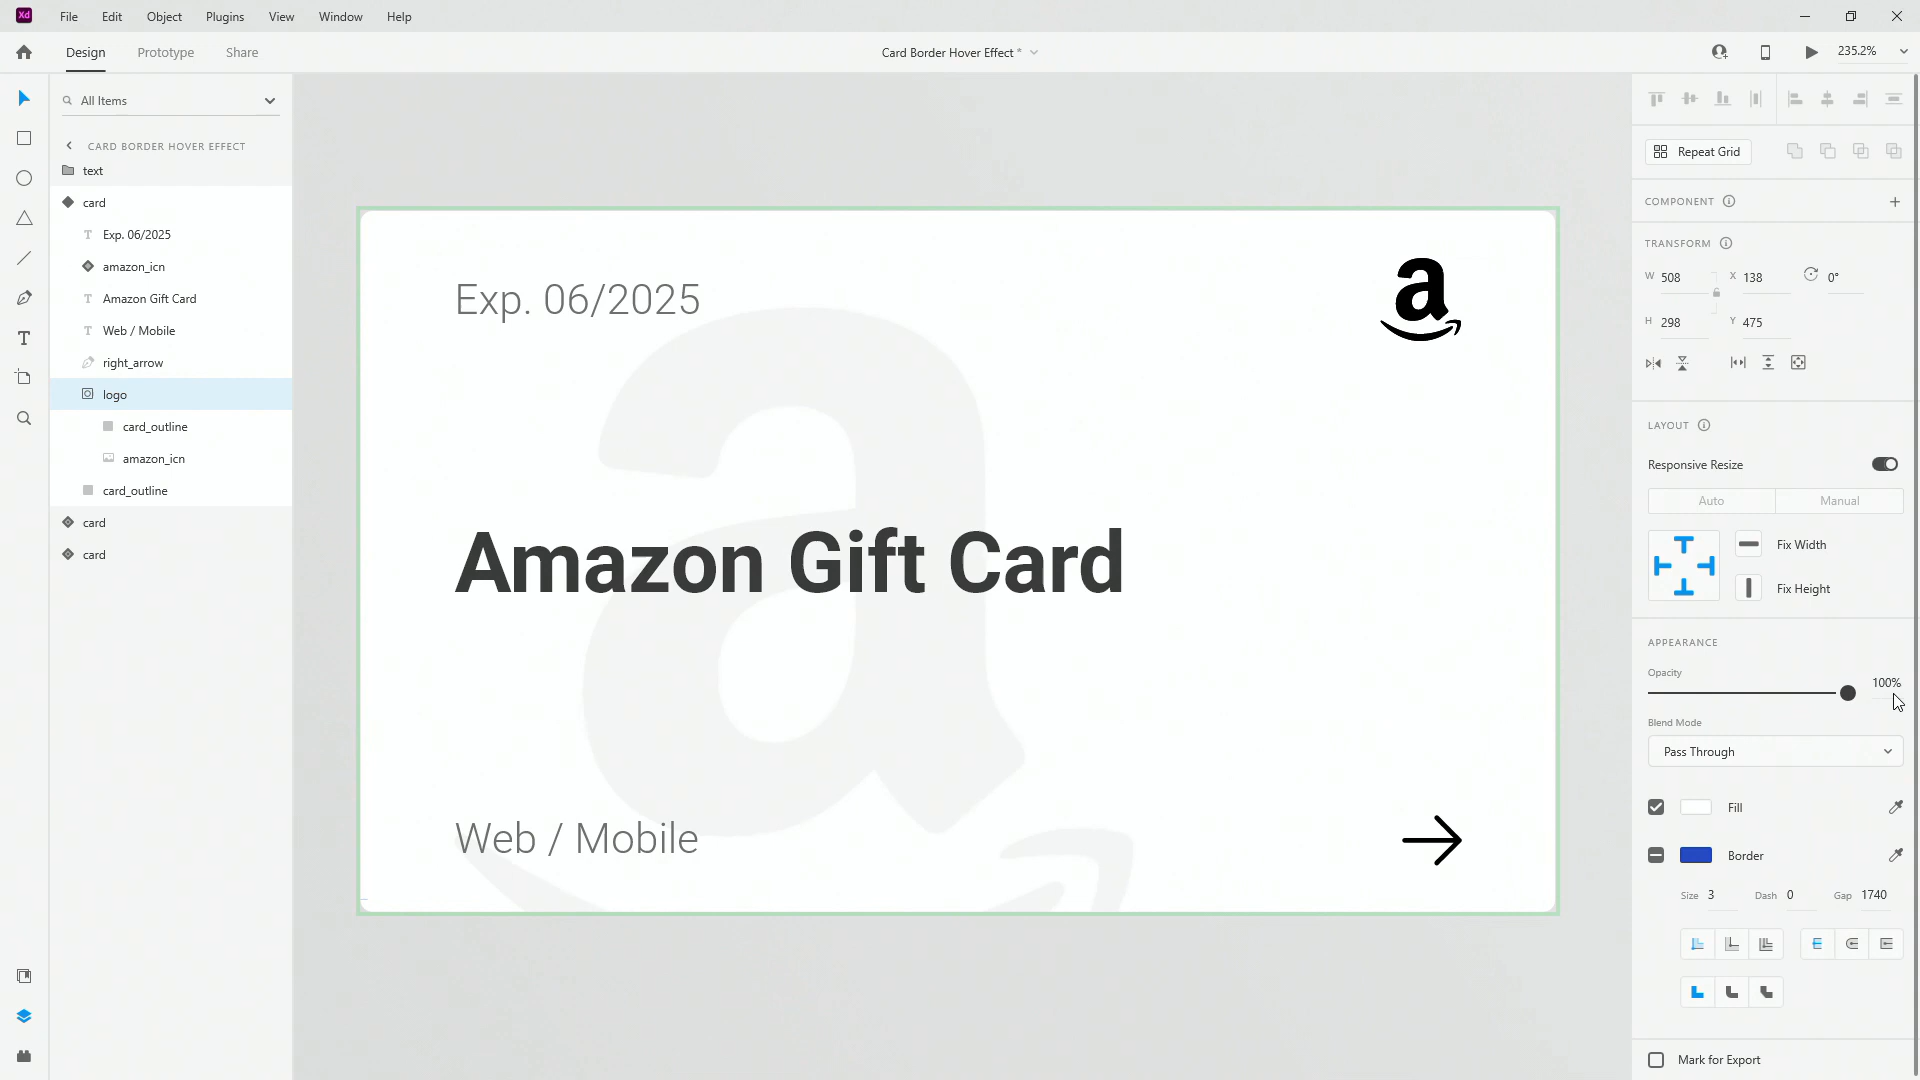 Xd File Edit Object Plugins View Window Help
Design Prototype Share Card Border Hover Effect * 235.2%
All Items
CARD BORDER HOVER EFFECT
text
card
T Exp. 06/2025
amazon_icn
T Amazon Gift Card
T Web / Mobile
right_arrow
logo
card_outline
amazon_icn
card_outline
card
card
Exp. 06/2025
a
Amazon Gift Card
Web / Mobile
Repeat Grid
COMPONENT
TRANSFORM
W 508 X 138 0°
H 298 Y 475
LAYOUT
Responsive Resize
Auto Manual
Fix Width
Fix Height
APPEARANCE
Opacity
100%
Blend Mode
Pass Through
Fill
Border
Size 3 Dash 0 Gap 1740
Mark for Export